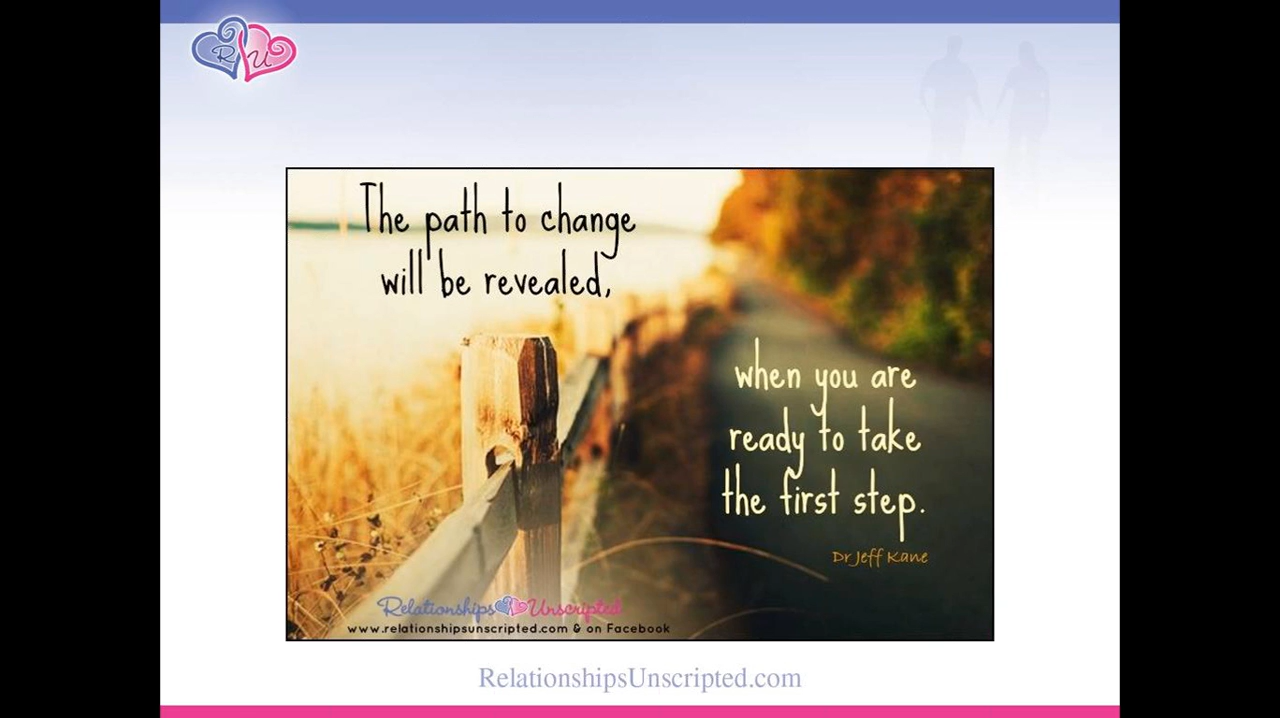 R U
The path to change
will be revealed,
when you are
ready to take
the first step.
Dr Jeff Kane
Relationships Unscripted
www.relationshipsunscripted.com & on Facebook
RelationshipsUnscripted.com